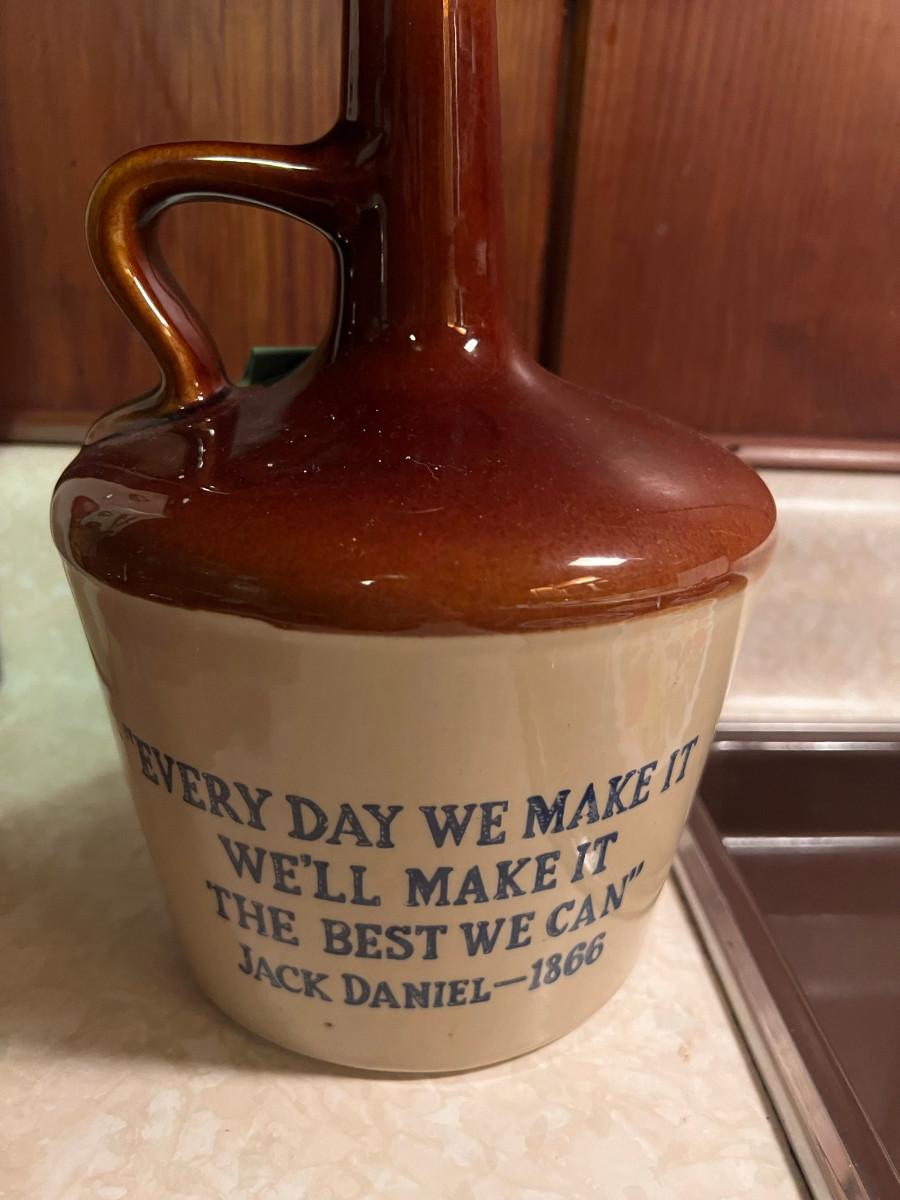 "EVERY DAY WE MAKE IT
WE'LL MAKE IT
THE BEST WE CAN"
JACK DANIEL—1866